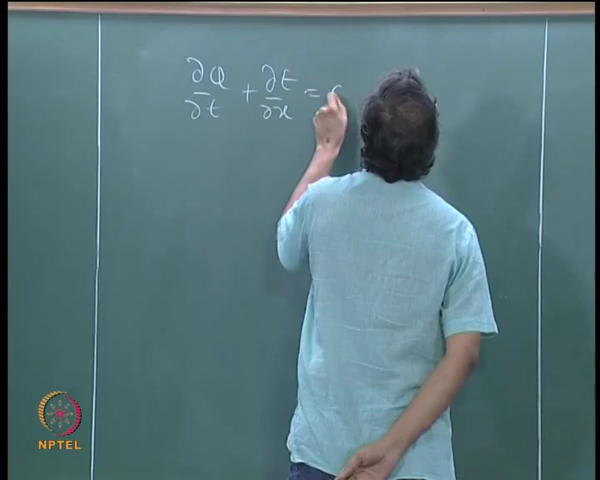 ∂Q/∂t + ∂E/∂x =
NPTEL